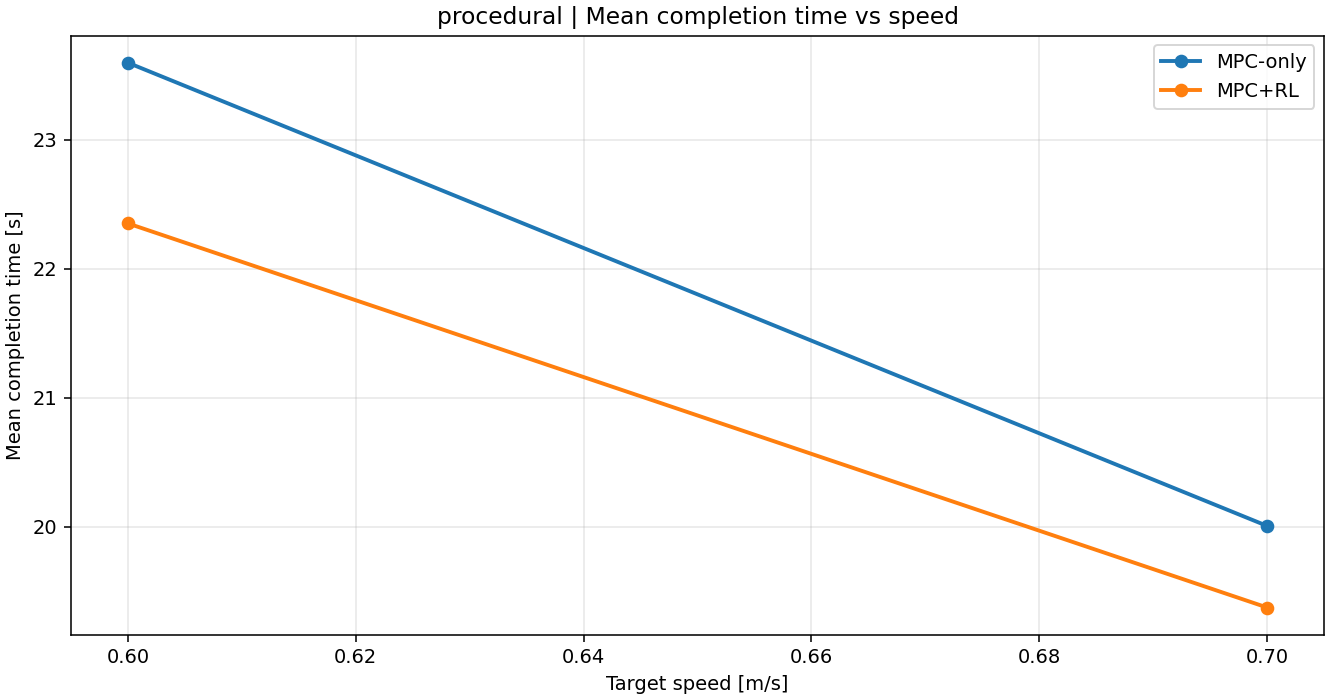 procedural | Mean completion time vs speed
MPC-only
MPC+RL
Mean completion time [s]
23
22
21
20
0.60 0.62 0.64 0.66 0.68 0.70
Target speed [m/s]